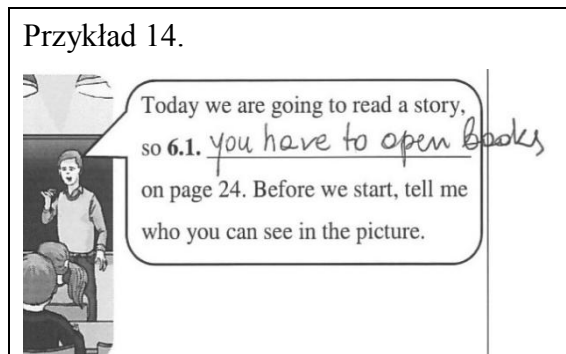 Przykład 14.
Today we are going to read a story,
so 6.1. you have to open books
on page 24. Before we start, tell me
who you can see in the picture.